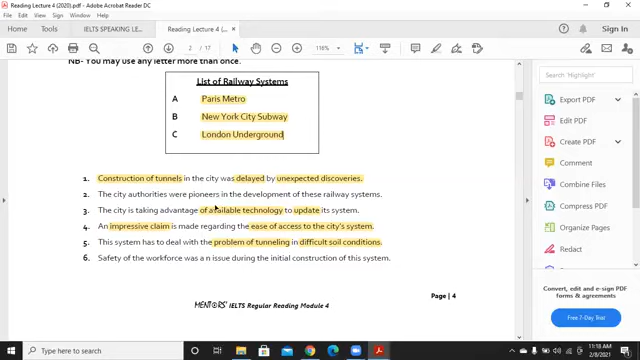 Reading Lecture 4 (2020).pdf - Adobe Acrobat Reader DC
File Edit View Sign Window Help
Home Tools IELTS SPEAKING LE... Reading Lecture 4 ... × Sign In
2 / 17 116%
NB- You may use any letter more than once.
List of Railway Systems
A Paris Metro
B New York City Subway
C London Underground
1. Construction of tunnels in the city was delayed by unexpected discoveries.
2. The city authorities were pioneers in the development of these railway systems.
3. The city is taking advantage of available technology to update its system.
4. An impressive claim is made regarding the ease of access to the city's system.
5. This system has to deal with the problem of tunneling in difficult soil conditions.
6. Safety of the workforce was an issue during the initial construction of this system.
Page | 4
MENTORS' IELTS Regular Reading Module 4
Search 'Highlight'
Export PDF
Edit PDF
Create PDF
Comment
Combine Files
Compress PDF
Organize Pages
Redact
Convert, edit and e-sign PDF
forms & agreements
Free 7-Day Trial
Type here to search
11:18 AM
2/8/2021